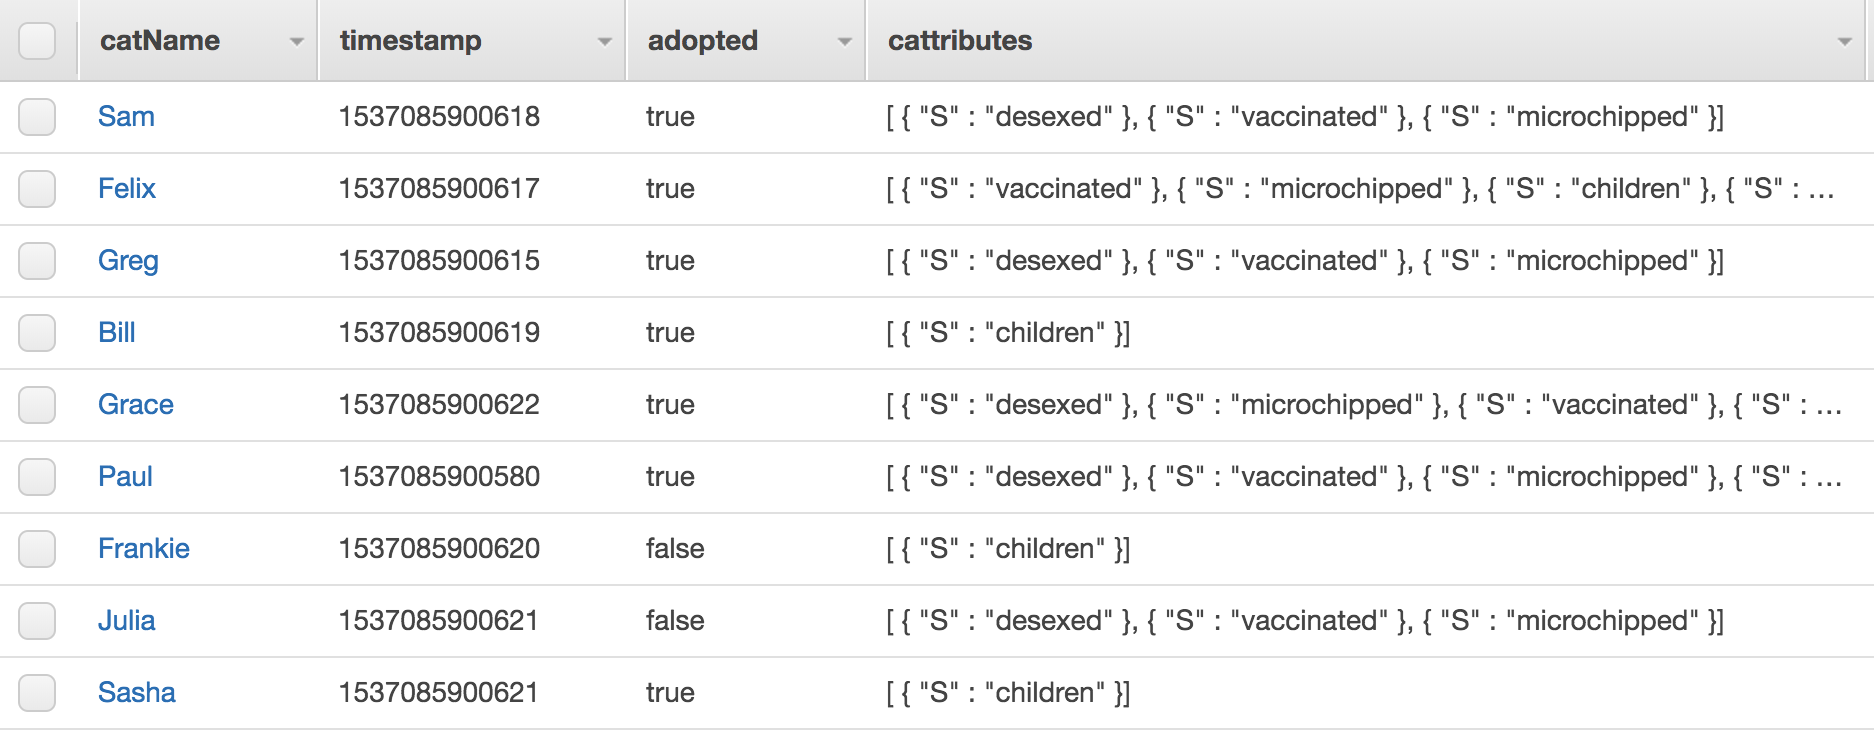 catName timestamp adopted cattributes
Sam 1537085900618 true [ { "S" : "desexed" }, { "S" : "vaccinated" }, { "S" : "microchipped" }]
Felix 1537085900617 true [ { "S" : "vaccinated" }, { "S" : "microchipped" }, { "S" : "children" }, { "S" : ...
Greg 1537085900615 true [ { "S" : "desexed" }, { "S" : "vaccinated" }, { "S" : "microchipped" }]
Bill 1537085900619 true [ { "S" : "children" }]
Grace 1537085900622 true [ { "S" : "desexed" }, { "S" : "microchipped" }, { "S" : "vaccinated" }, { "S" : ...
Paul 1537085900580 true [ { "S" : "desexed" }, { "S" : "vaccinated" }, { "S" : "microchipped" }, { "S" : ...
Frankie 1537085900620 false [ { "S" : "children" }]
Julia 1537085900621 false [ { "S" : "desexed" }, { "S" : "vaccinated" }, { "S" : "microchipped" }]
Sasha 1537085900621 true [ { "S" : "children" }]